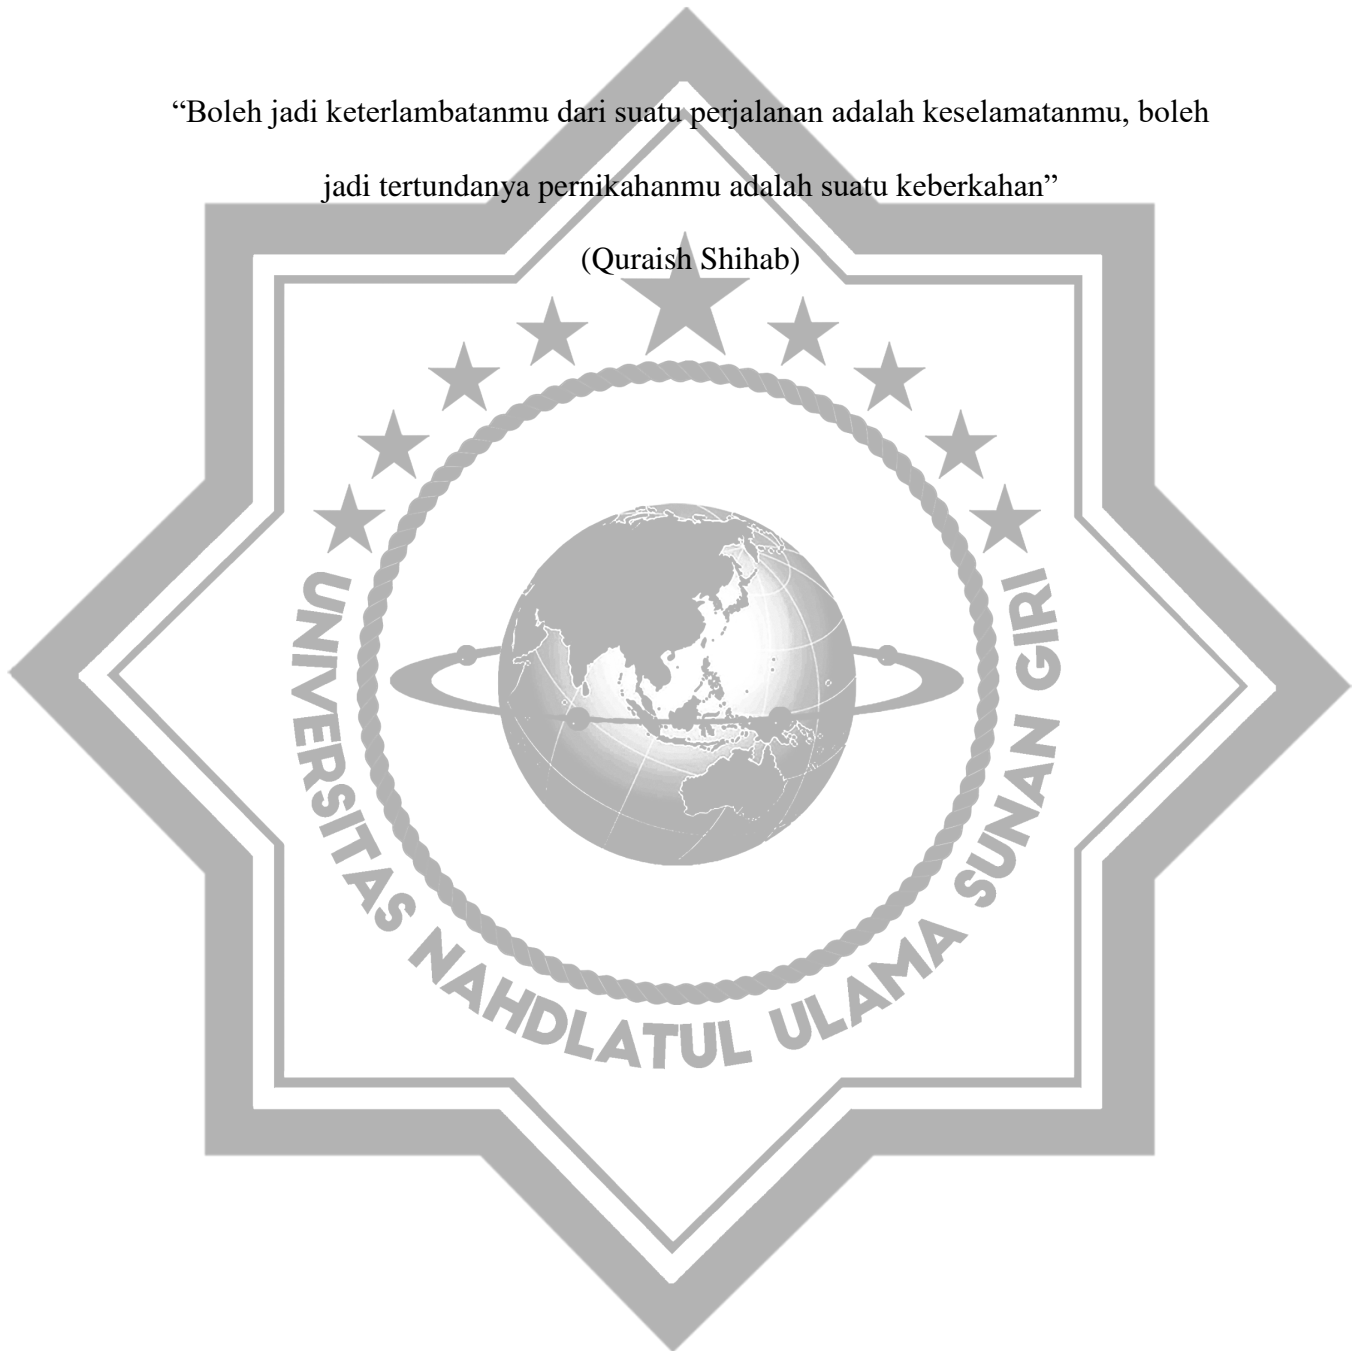 “Boleh jadi keterlambatanmu dari suatu perjalanan adalah keselamatanmu, boleh
jadi tertundanya pernikahanmu adalah suatu keberkahan”
(Quraish Shihab)
UNIVERSITAS NAHDLATUL ULAMA SUNAN GIRI